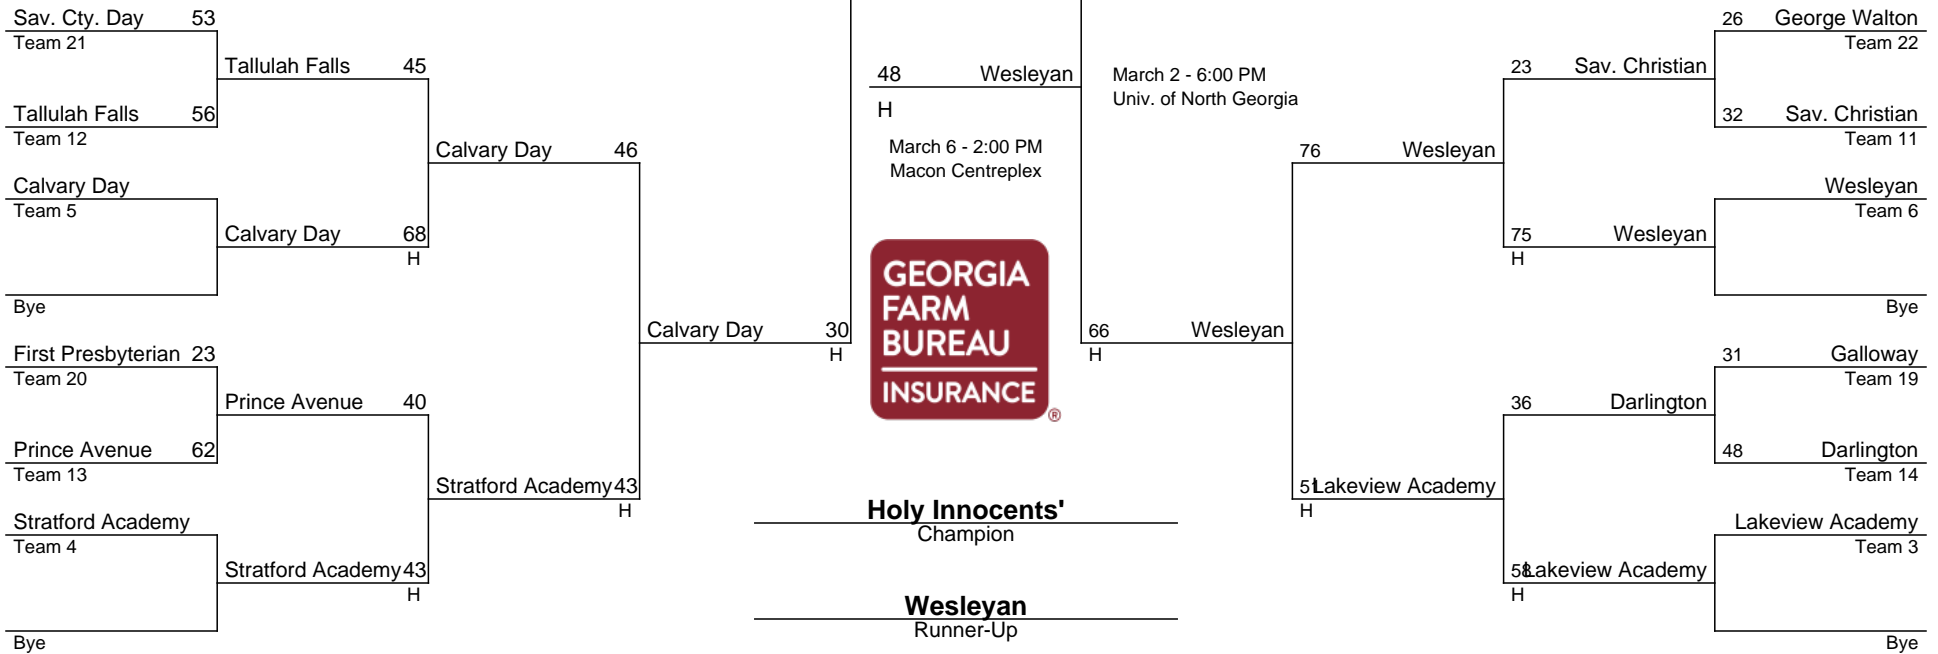 Sav. Cty. Day 53
Team 21
Tallulah Falls 45
Tallulah Falls 56
Team 12
Calvary Day 46
Calvary Day
Team 5
Calvary Day 68
H
Bye
Calvary Day 30
H
First Presbyterian 23
Team 20
Prince Avenue 40
Prince Avenue 62
Team 13
Stratford Academy 43
H
Stratford Academy
Team 4
Stratford Academy 43
H
Bye
48 Wesleyan
H
March 6 - 2:00 PM
Macon Centreplex
March 2 - 6:00 PM
Univ. of North Georgia
GEORGIA
FARM
BUREAU
INSURANCE
®
Holy Innocents'
Champion
Wesleyan
Runner-Up
26 George Walton
Team 22
23 Sav. Christian
32 Sav. Christian
Team 11
76 Wesleyan
Wesleyan
Team 6
75 Wesleyan
H
Bye
66 Wesleyan
H
31 Galloway
Team 19
36 Darlington
48 Darlington
Team 14
51 Lakeview Academy
H
Lakeview Academy
Team 3
58 Lakeview Academy
H
Bye